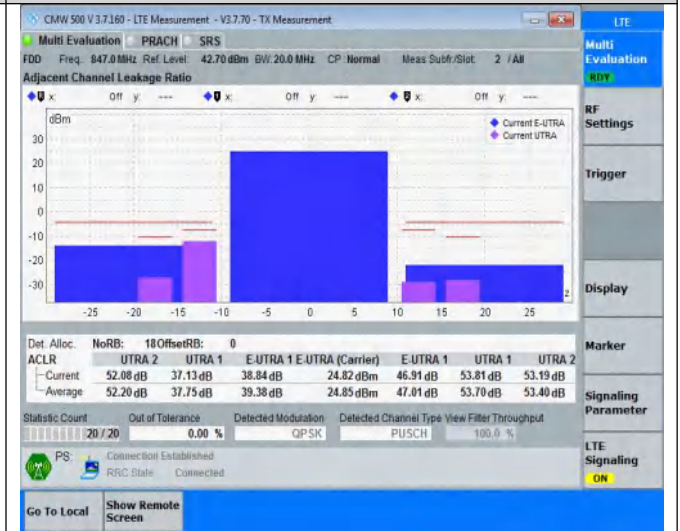 CMW 500 V 3.7.160 - LTE Measurement - V3.7.70 - TX Measurement
LTE
Multi Evaluation PRACH SRS
Multi Evaluation
RDY
FDD Freq. 847.0 MHz Ref. Level: 42.70 dBm BW: 20.0 MHz CP: Normal Meas Subfr./Slot: 2 / All
Adjacent Channel Leakage Ratio
x: Off y: --- x: Off y: --- x: Off y: ---
RF Settings
dBm
Current E-UTRA
Current UTRA
30
20
10
0
-10
-20
-30
Trigger
Display
-25 -20 -15 -10 -5 0 5 10 15 20 25
Det. Alloc. NoRB: 18 OffsetRB: 0
Marker
ACLR UTRA 2 UTRA 1 E-UTRA 1 E-UTRA (Carrier) E-UTRA 1 UTRA 1 UTRA 2
Current 52.08 dB 37.13 dB 38.84 dB 24.82 dBm 46.91 dB 53.81 dB 53.19 dB
Average 52.20 dB 37.75 dB 39.38 dB 24.85 dBm 47.01 dB 53.70 dB 53.40 dB
Signaling Parameter
Statistic Count Out of Tolerance Detected Modulation Detected Channel Type View Filter Throughput
20 / 20 0.00 % QPSK PUSCH 100.0 %
PS: Connection Established
RRC State Connected
LTE Signaling
ON
Go To Local
Show Remote Screen